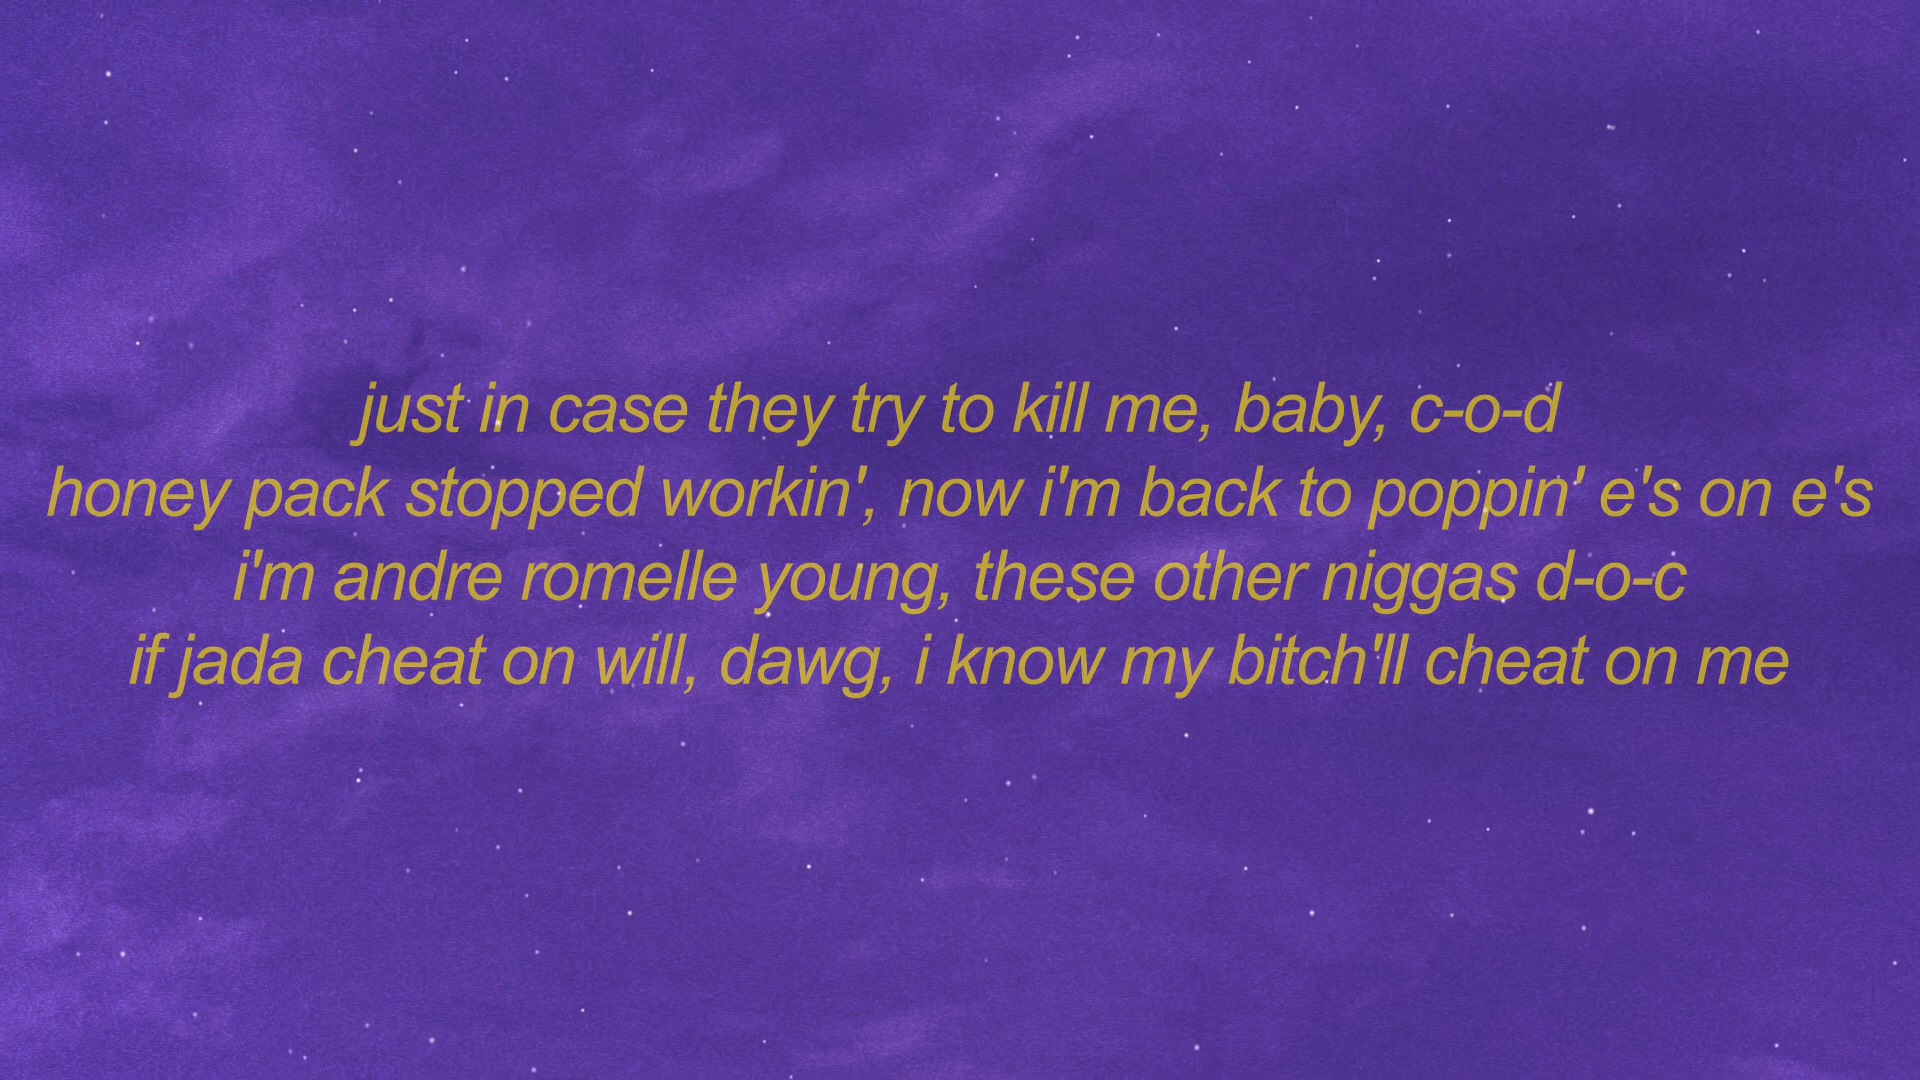 just in case they try to kill me, baby, c-o-d
honey pack stopped workin', now i'm back to poppin' e's on e's
i'm andre romelle young, these other niggas d-o-c
if jada cheat on will, dawg, i know my bitch'll cheat on me